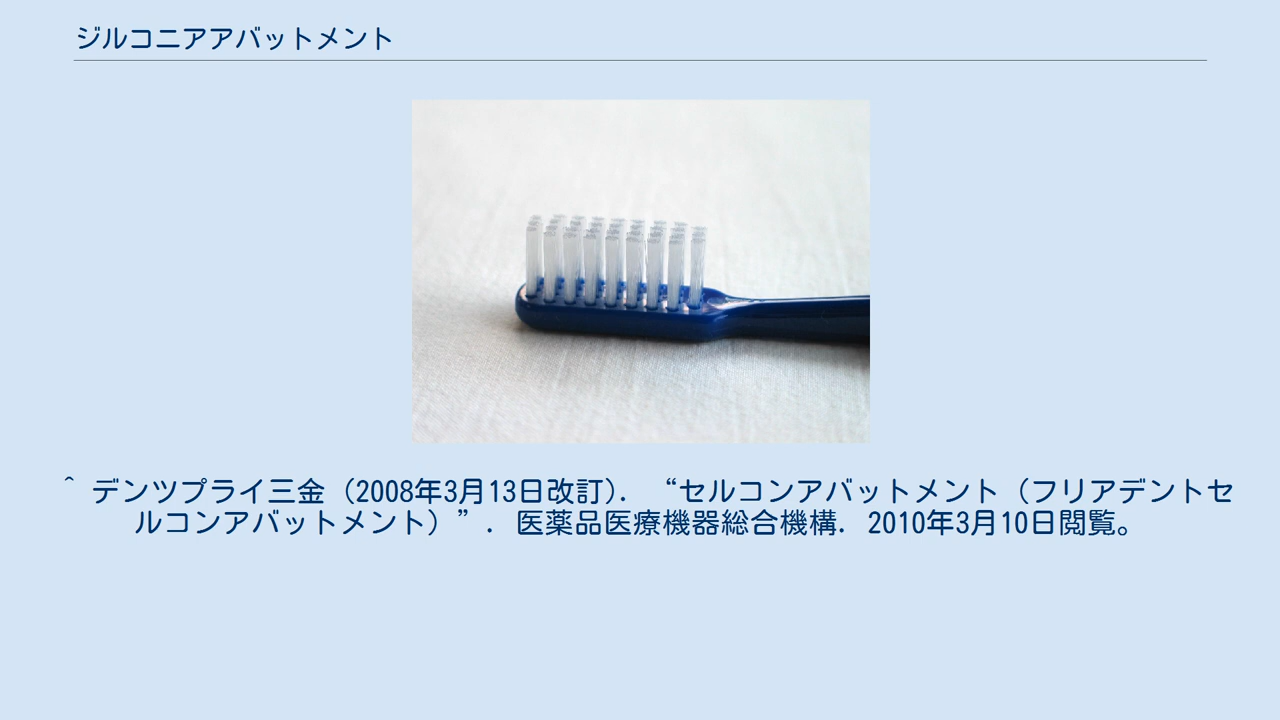 ジルコニアアバットメント
^ デンツプライ三金（2008年3月13日改訂）. “セルコンアバットメント（フリアデントセ
ルコンアバットメント）”. 医薬品医療機器総合機構. 2010年3月10日閲覧。